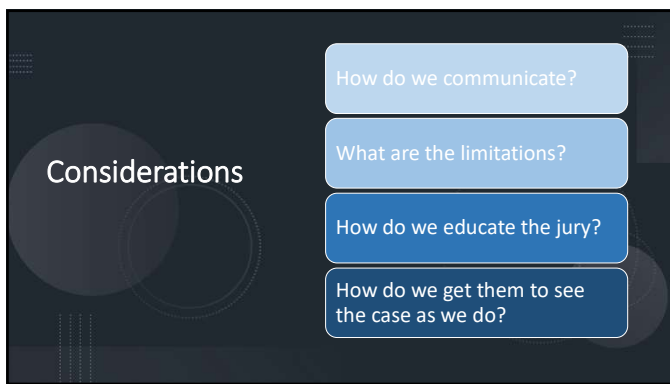 Considerations
How do we communicate?
What are the limitations?
How do we educate the jury?
How do we get them to see
the case as we do?